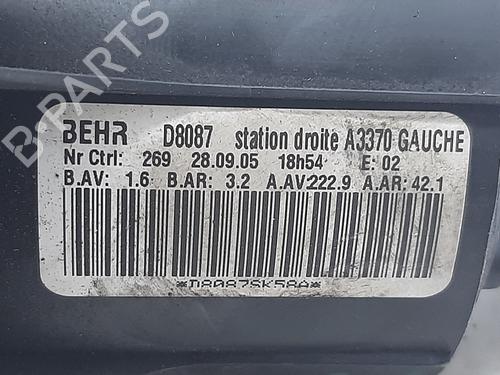 B-PARTS
BEHR D8087 station droite A3370 GAUCHE
Nr Ctrl: 269 28.09.05 18h54 E: 02
B.AV: 1.6 B.AR: 3.2 A.AV:222.9 A.AR: 42.1
*D8087SK58A*